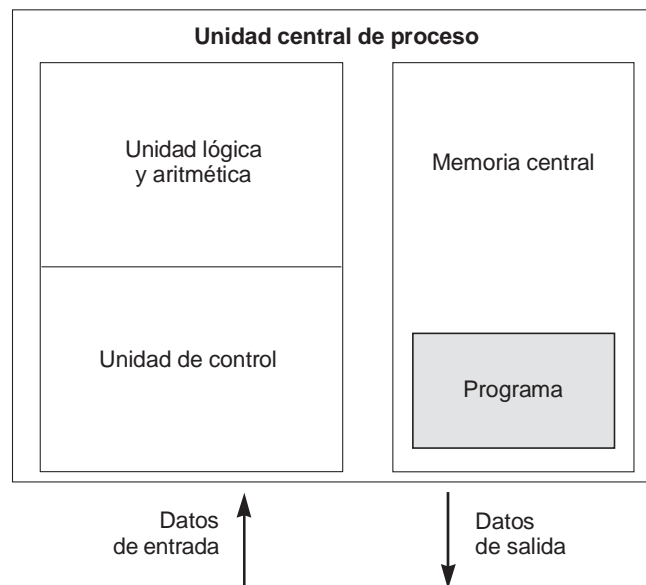 Unidad central de proceso
Unidad lógica
y aritmética
Memoria central
Unidad de control
Programa
Datos
de entrada
Datos
de salida